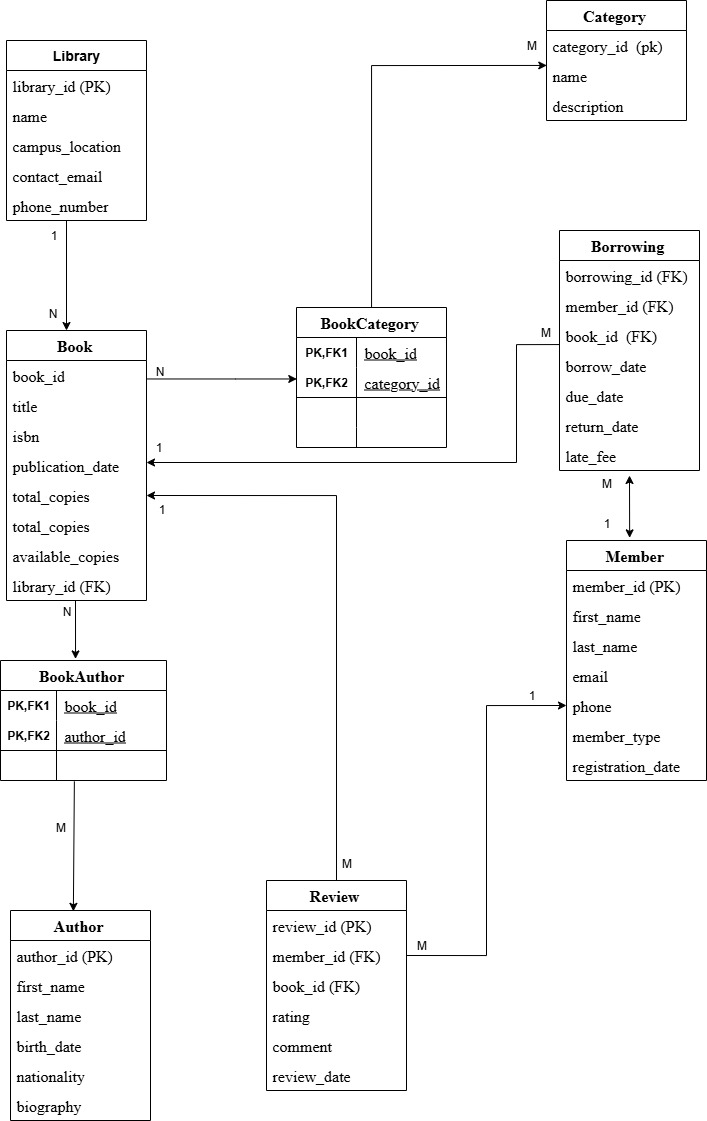 Library
library_id (PK)
name
campus_location
contact_email
phone_number
1
N
Category
category_id (pk)
name
description
M
BookCategory
PK,FK1 book_id
PK,FK2 category_id
Borrowing
borrowing_id (FK)
member_id (FK)
book_id (FK)
borrow_date
due_date
return_date
late_fee
M
M
1
Book
book_id
title
isbn
publication_date
total_copies
total_copies
available_copies
library_id (FK)
N
1
1
N
Member
member_id (PK)
first_name
last_name
email
phone
member_type
registration_date
1
BookAuthor
PK,FK1 book_id
PK,FK2 author_id
M
Author
author_id (PK)
first_name
last_name
birth_date
nationality
biography
M
Review
review_id (PK)
member_id (FK)
book_id (FK)
rating
comment
review_date
M